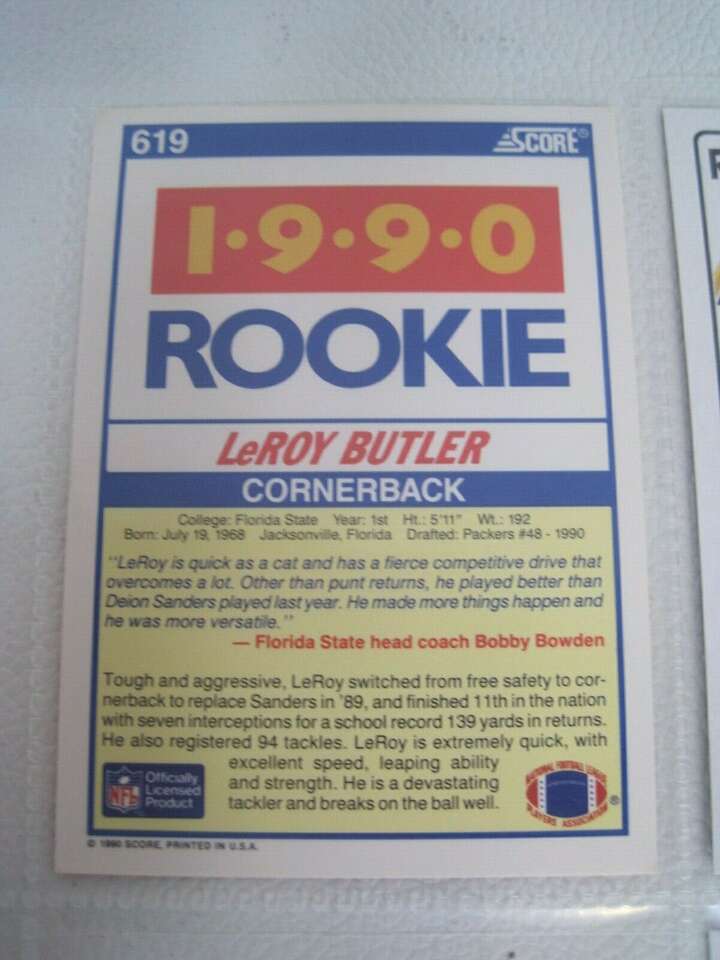 619
SCORE®
1·9·9·0
ROOKIE
LeROY BUTLER
CORNERBACK
College: Florida State Year: 1st Ht.: 5'11" Wt.: 192
Born: July 19, 1968 Jacksonville, Florida Drafted: Packers #48 - 1990
"LeRoy is quick as a cat and has a fierce competitive drive that
overcomes a lot. Other than punt returns, he played better than
Deion Sanders played last year. He made more things happen and
he was more versatile."
— Florida State head coach Bobby Bowden
Tough and aggressive, LeRoy switched from free safety to cor-
nerback to replace Sanders in '89, and finished 11th in the nation
with seven interceptions for a school record 139 yards in returns.
He also registered 94 tackles. LeRoy is extremely quick, with
excellent speed, leaping ability
and strength. He is a devastating
tackler and breaks on the ball well.
NFL
Officially
Licensed
Product
NATIONAL FOOTBALL LEAGUE
PLAYERS ASSOCIATION
®
© 1990 SCORE, PRINTED IN U.S.A.
R